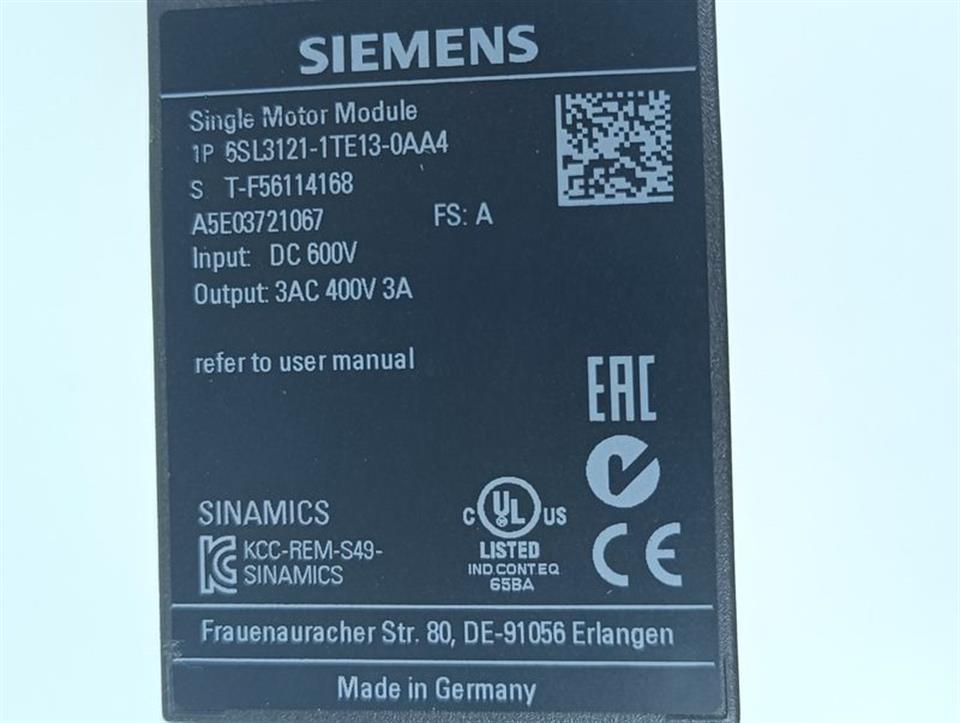 SIEMENS
Single Motor Module
1P 6SL3121-1TE13-0AA4
S T-F56114168
A5E03721067 FS: A
Input: DC 600V
Output: 3AC 400V 3A
refer to user manual
EAC
SINAMICS
KCC-REM-S49-
SINAMICS
C UL US
LISTED
IND.CONT.EQ.
65BA
CE
Frauenauracher Str. 80, DE-91056 Erlangen
Made in Germany